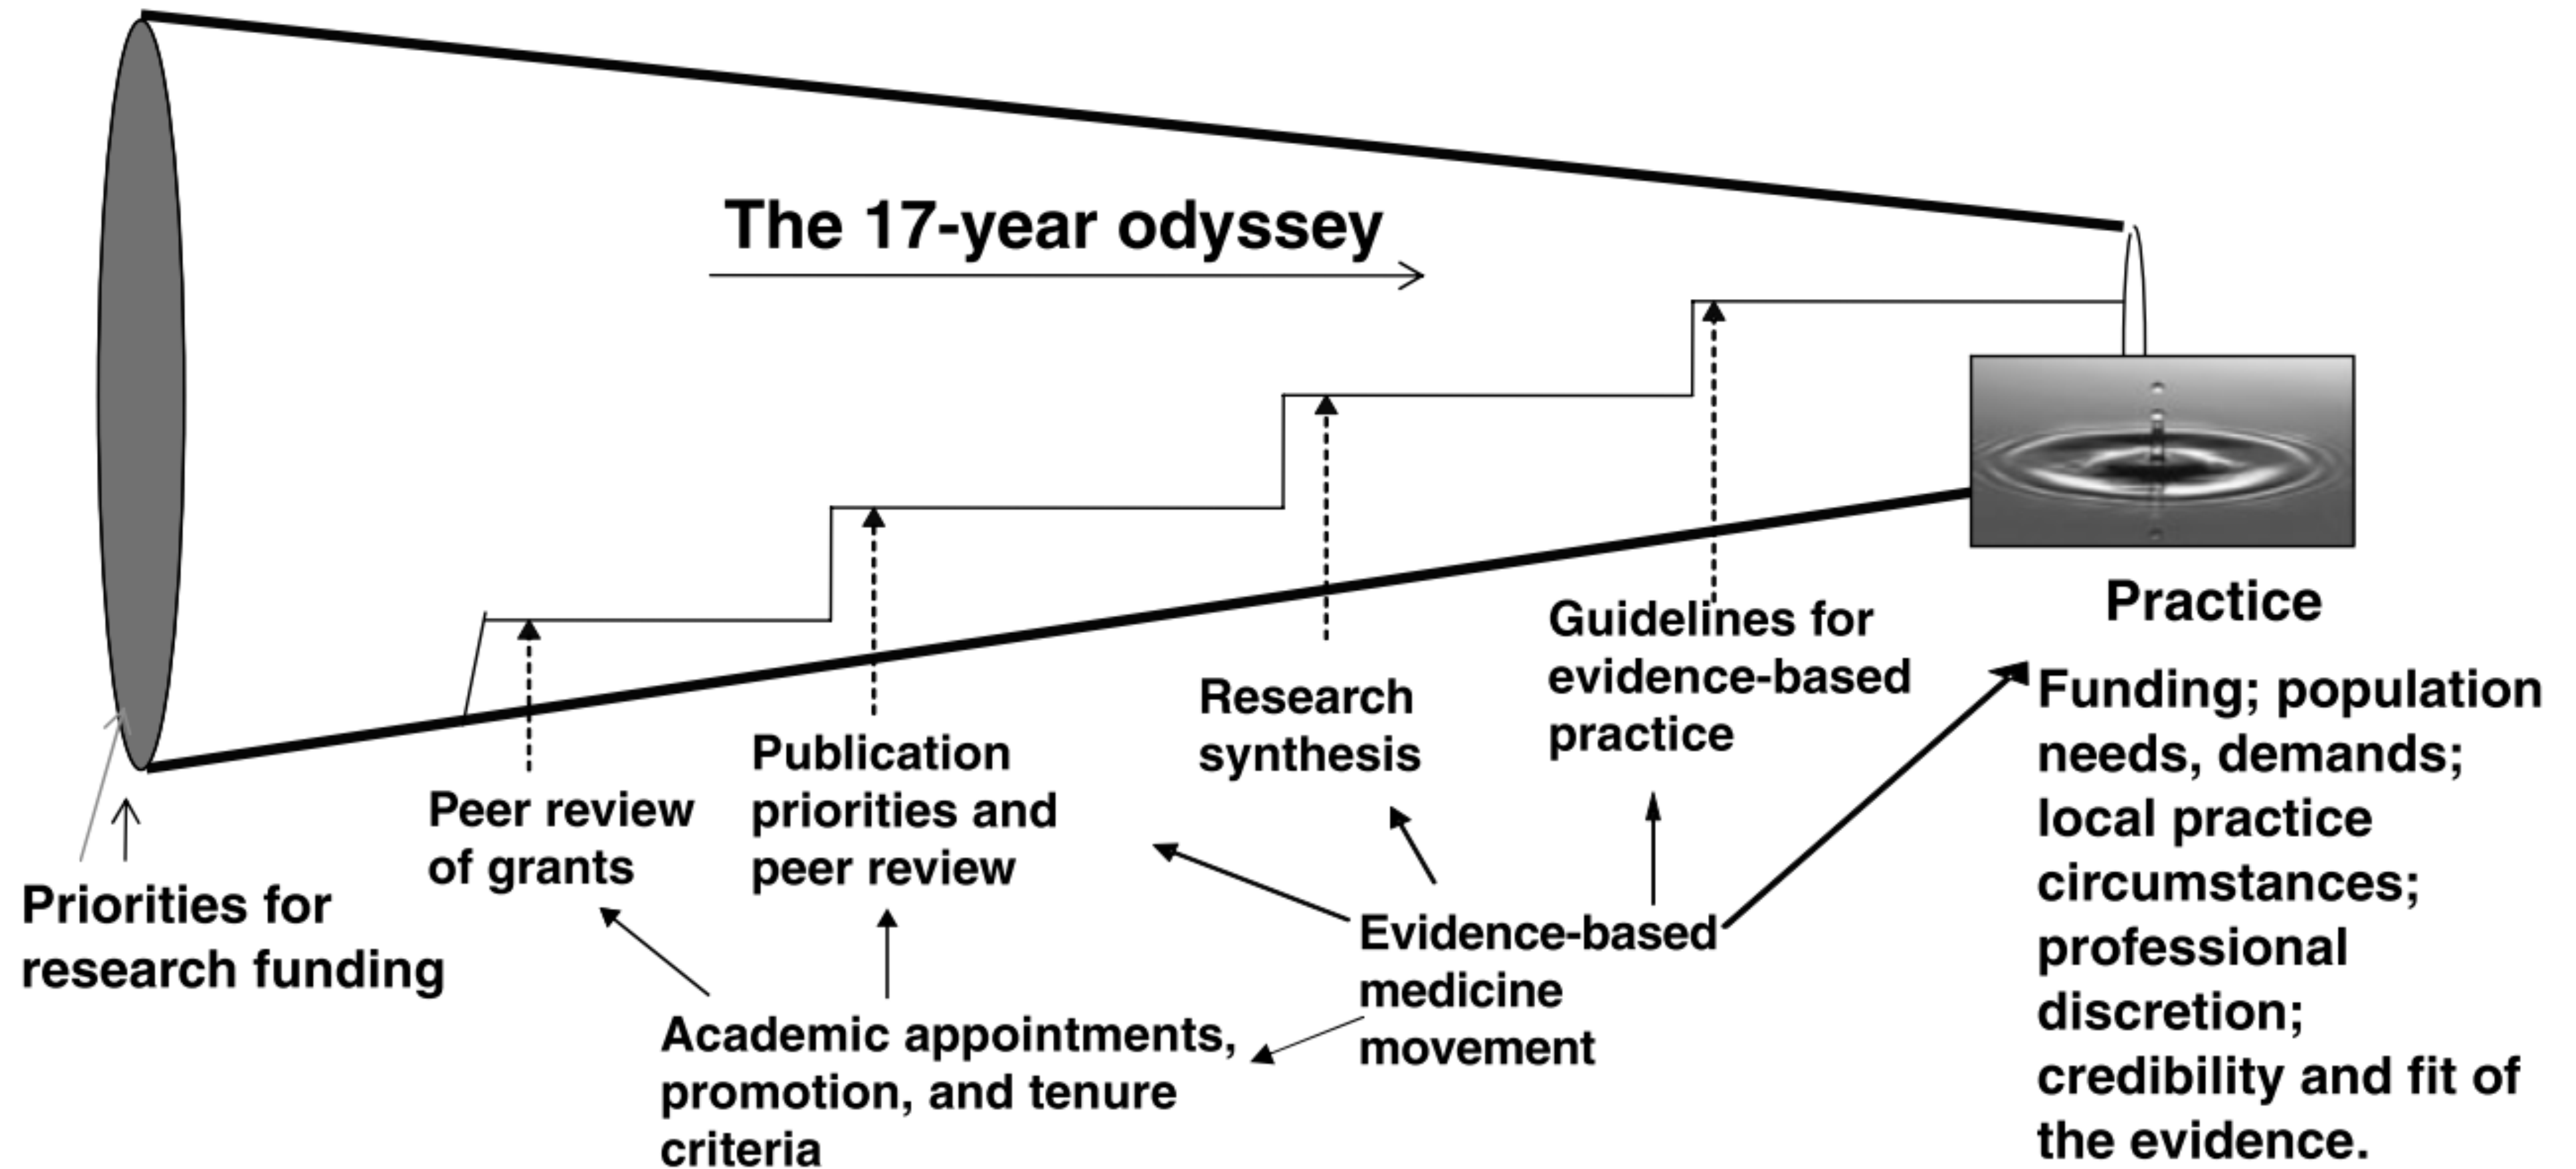 The 17-year odyssey
Priorities for
research funding
Peer review
of grants
Publication
priorities and
peer review
Research
synthesis
Guidelines for
evidence-based
practice
Practice
Funding; population
needs, demands;
local practice
circumstances;
professional
discretion;
credibility and fit of
the evidence.
Evidence-based
medicine
movement
Academic appointments,
promotion, and tenure
criteria